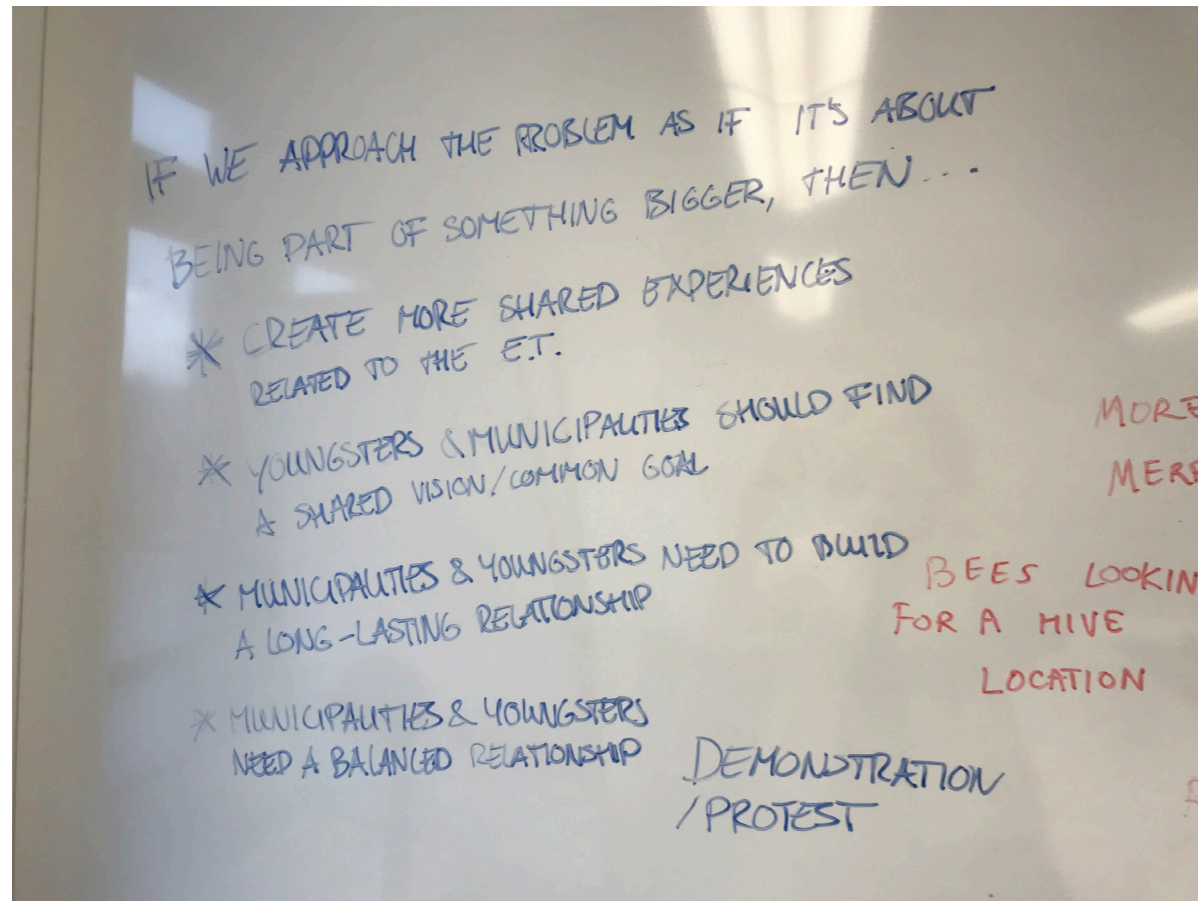 IF WE APPROACH THE PROBLEM AS IF IT'S ABOUT
BEING PART OF SOMETHING BIGGER, THEN...
* CREATE MORE SHARED EXPERIENCES
RELATED TO THE E.T.
* YOUNGSTERS & MUNICIPALITIES SHOULD FIND
A SHARED VISION/COMMON GOAL
* MUNICIPALITIES & YOUNGSTERS NEED TO BUILD
A LONG-LASTING RELATIONSHIP
* MUNICIPALITIES & YOUNGSTERS
NEED A BALANCED RELATIONSHIP
DEMONSTRATION
/PROTEST
MORE
MERE
BEES LOOKIN
FOR A HIVE
LOCATION